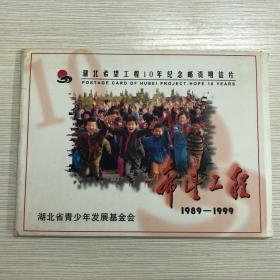 湖北希望工程10年纪念邮资明信片
POSTAGE CARD OF HUBEI PROJECT-HOPE 10 YEARS
希望工程
1989-1999
湖北省青少年发展基金会